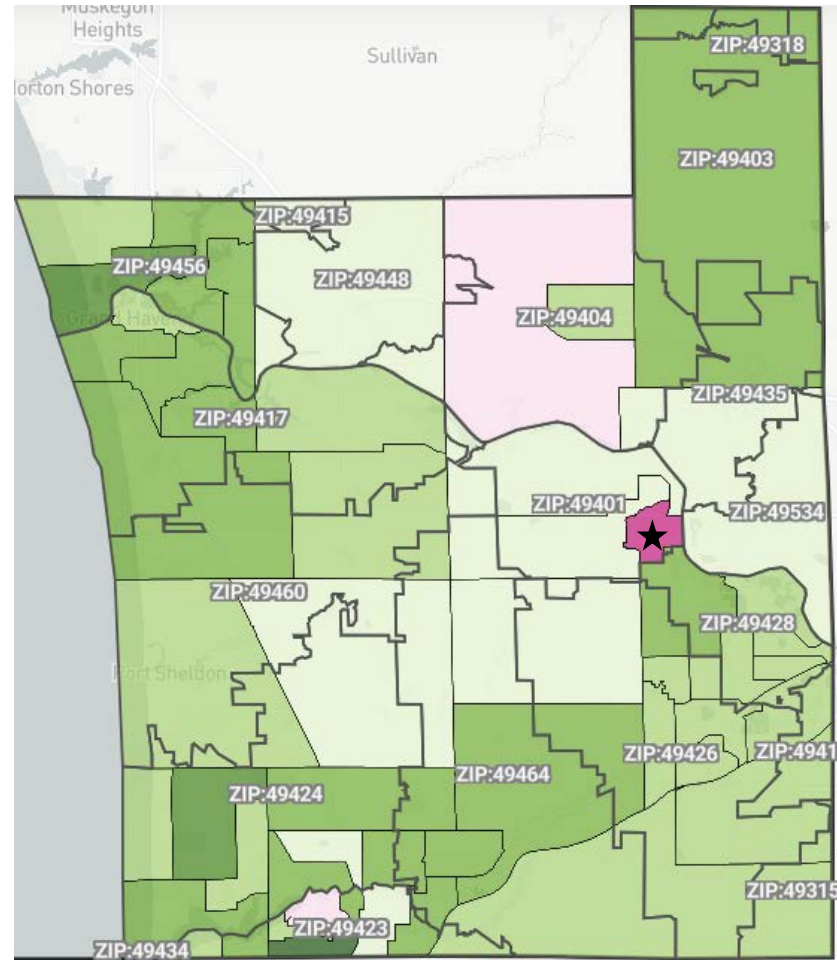 Muskegon
Heights
Sullivan
ZIP:49318
Norton Shores
ZIP:49403
ZIP:49415
ZIP:49456
ZIP:49448
Grand Haven
ZIP:49404
ZIP:49435
ZIP:49417
ZIP:49401
ZIP:49534
ZIP:49460
ZIP:49428
Port Sheldon
ZIP:49426
ZIP:4941
ZIP:49464
ZIP:49424
ZIP:49315
ZIP:49423
ZIP:49434